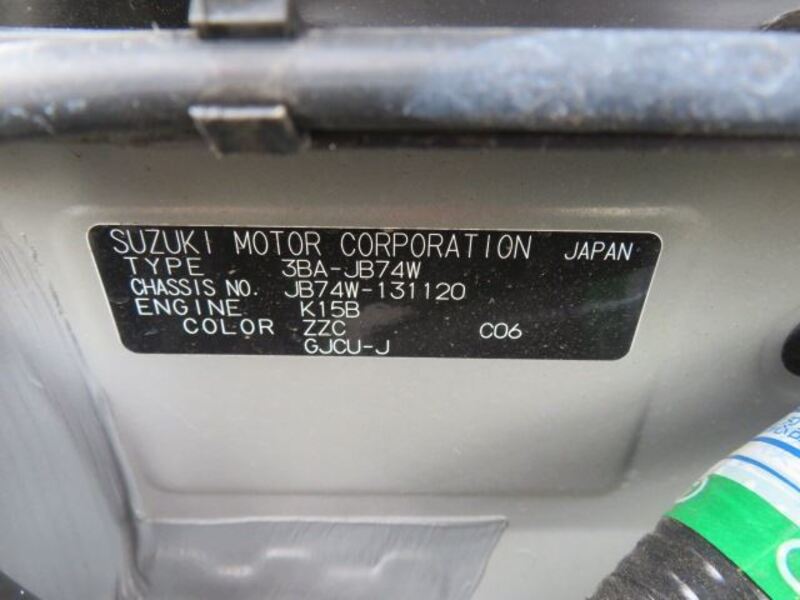 SUZUKI MOTOR CORPORATION JAPAN
TYPE 3BA-JB74W
CHASSIS NO. JB74W-131120
ENGINE K15B
COLOR ZZC C06
GJCU-J